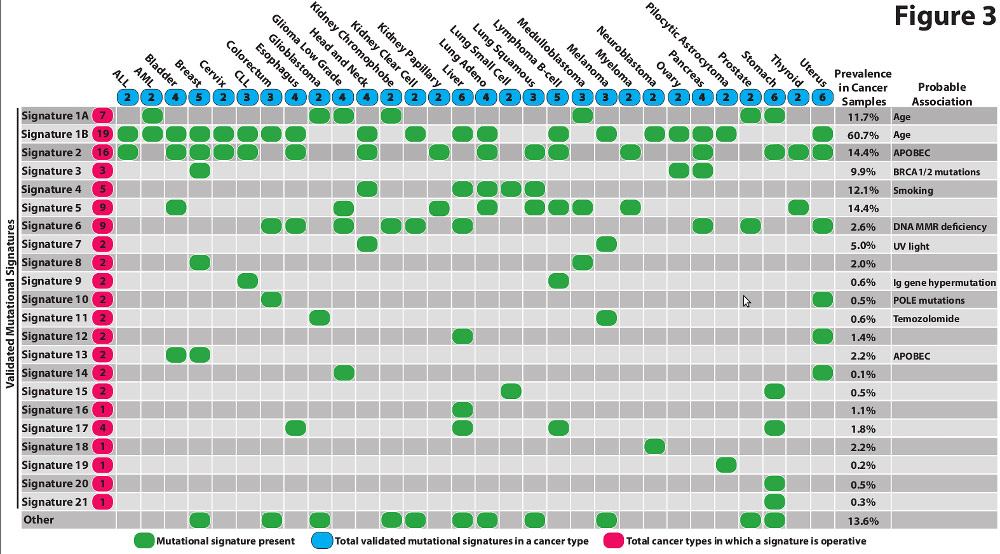 Figure 3
ALL
AML
Bladder
Breast
Cervix
CLL
Colorectum
Esophagus
Glioblastoma
Glioma Low Grade
Head and Neck
Kidney Chromophobe
Kidney Clear Cell
Kidney Papillary
Liver
Lung Adeno
Lung Small Cell
Lung Squamous
Lymphoma B cell
Medulloblastoma
Melanoma
Myeloma
Neuroblastoma
Ovary
Pancreas
Pilocytic Astrocytoma
Prostate
Stomach
Thyroid
Uterus
Prevalence in Cancer Samples
Probable Association
2 2 4 5 2 3 3 4 2 4 4 2 2 2 6 4 2 3 5 3 4 2 2 2 4 2 3 6 2 6
Validated Mutational Signatures
Signature 1A 7 11.7% Age
Signature 1B 19 60.7% Age
Signature 2 16 14.4% APOBEC
Signature 3 3 9.9% BRCA1/2 mutations
Signature 4 5 12.1% Smoking
Signature 5 9 14.4%
Signature 6 9 2.6% DNA MMR deficiency
Signature 7 2 5.0% UV light
Signature 8 2 2.0%
Signature 9 2 0.6% Ig gene hypermutation
Signature 10 2 0.5% POLE mutations
Signature 11 2 0.6% Temozolomide
Signature 12 2 1.4%
Signature 13 2 2.2% APOBEC
Signature 14 2 0.1%
Signature 15 2 0.5%
Signature 16 1 1.1%
Signature 17 4 1.8%
Signature 18 1 2.2%
Signature 19 1 0.2%
Signature 20 1 0.5%
Signature 21 1 0.3%
Other 13.6%
Mutational signature present
Total validated mutational signatures in a cancer type
Total cancer types in which a signature is operative